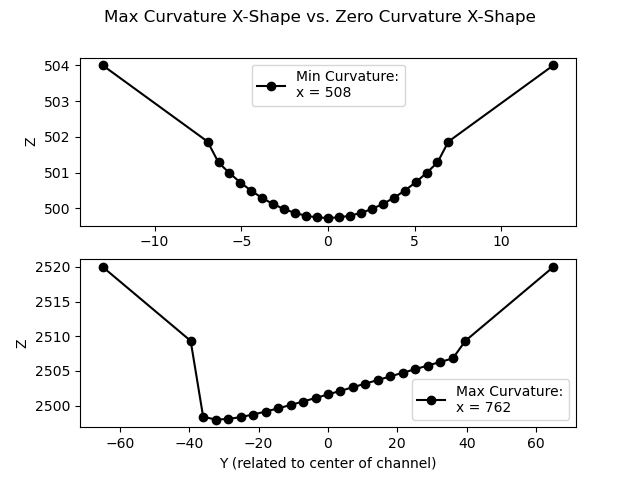 Max Curvature X-Shape vs. Zero Curvature X-Shape
504
503
502
501
500
Z
Min Curvature:
x = 508
−10
−5
0
5
10
2520
2515
2510
2505
2500
Z
Max Curvature:
x = 762
−60
−40
−20
0
20
40
60
Y (related to center of channel)